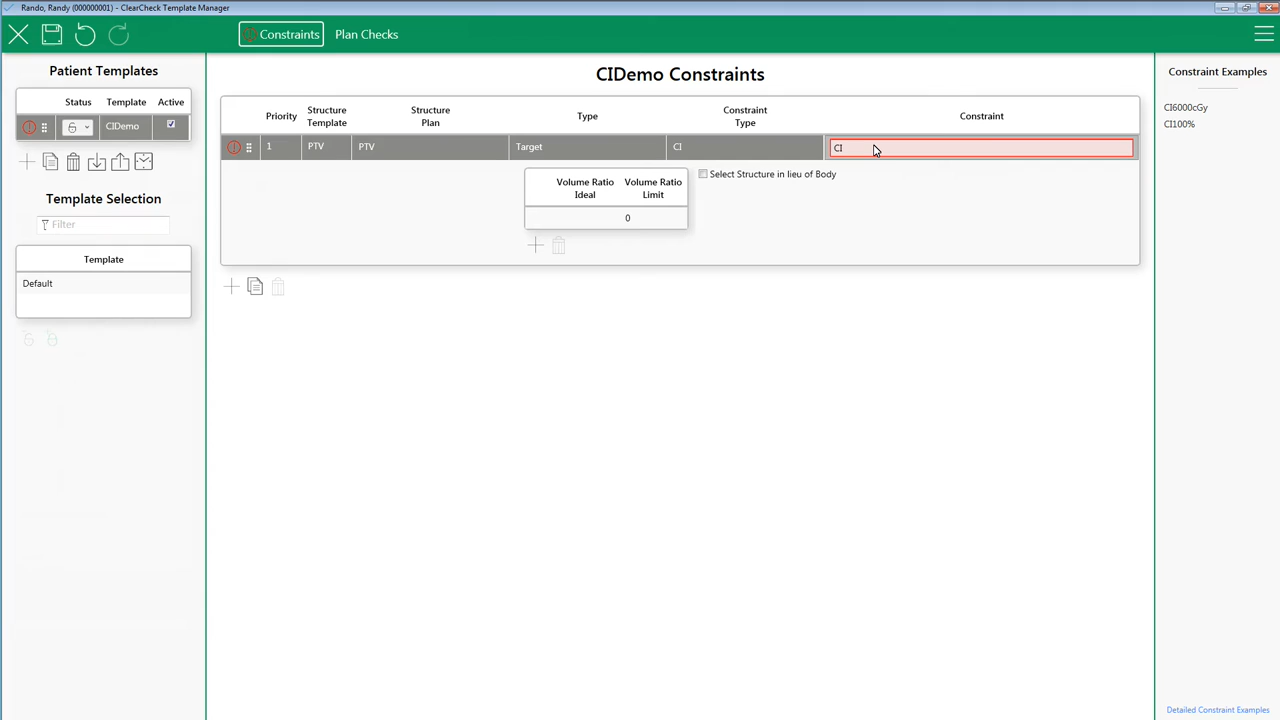 Rando, Randy (000000001) - ClearCheck Template Manager
Constraints
Plan Checks
Patient Templates
Status
Template
Active
CIDemo
Template Selection
Filter
Template
Default
CIDemo Constraints
Priority
Structure
Template
Structure
Plan
Type
Constraint
Type
Constraint
1
PTV
PTV
Target
CI
CI
Volume Ratio
Ideal
Volume Ratio
Limit
0
Select Structure in lieu of Body
Constraint Examples
CI6000cGy
CI100%
Detailed Constraint Examples